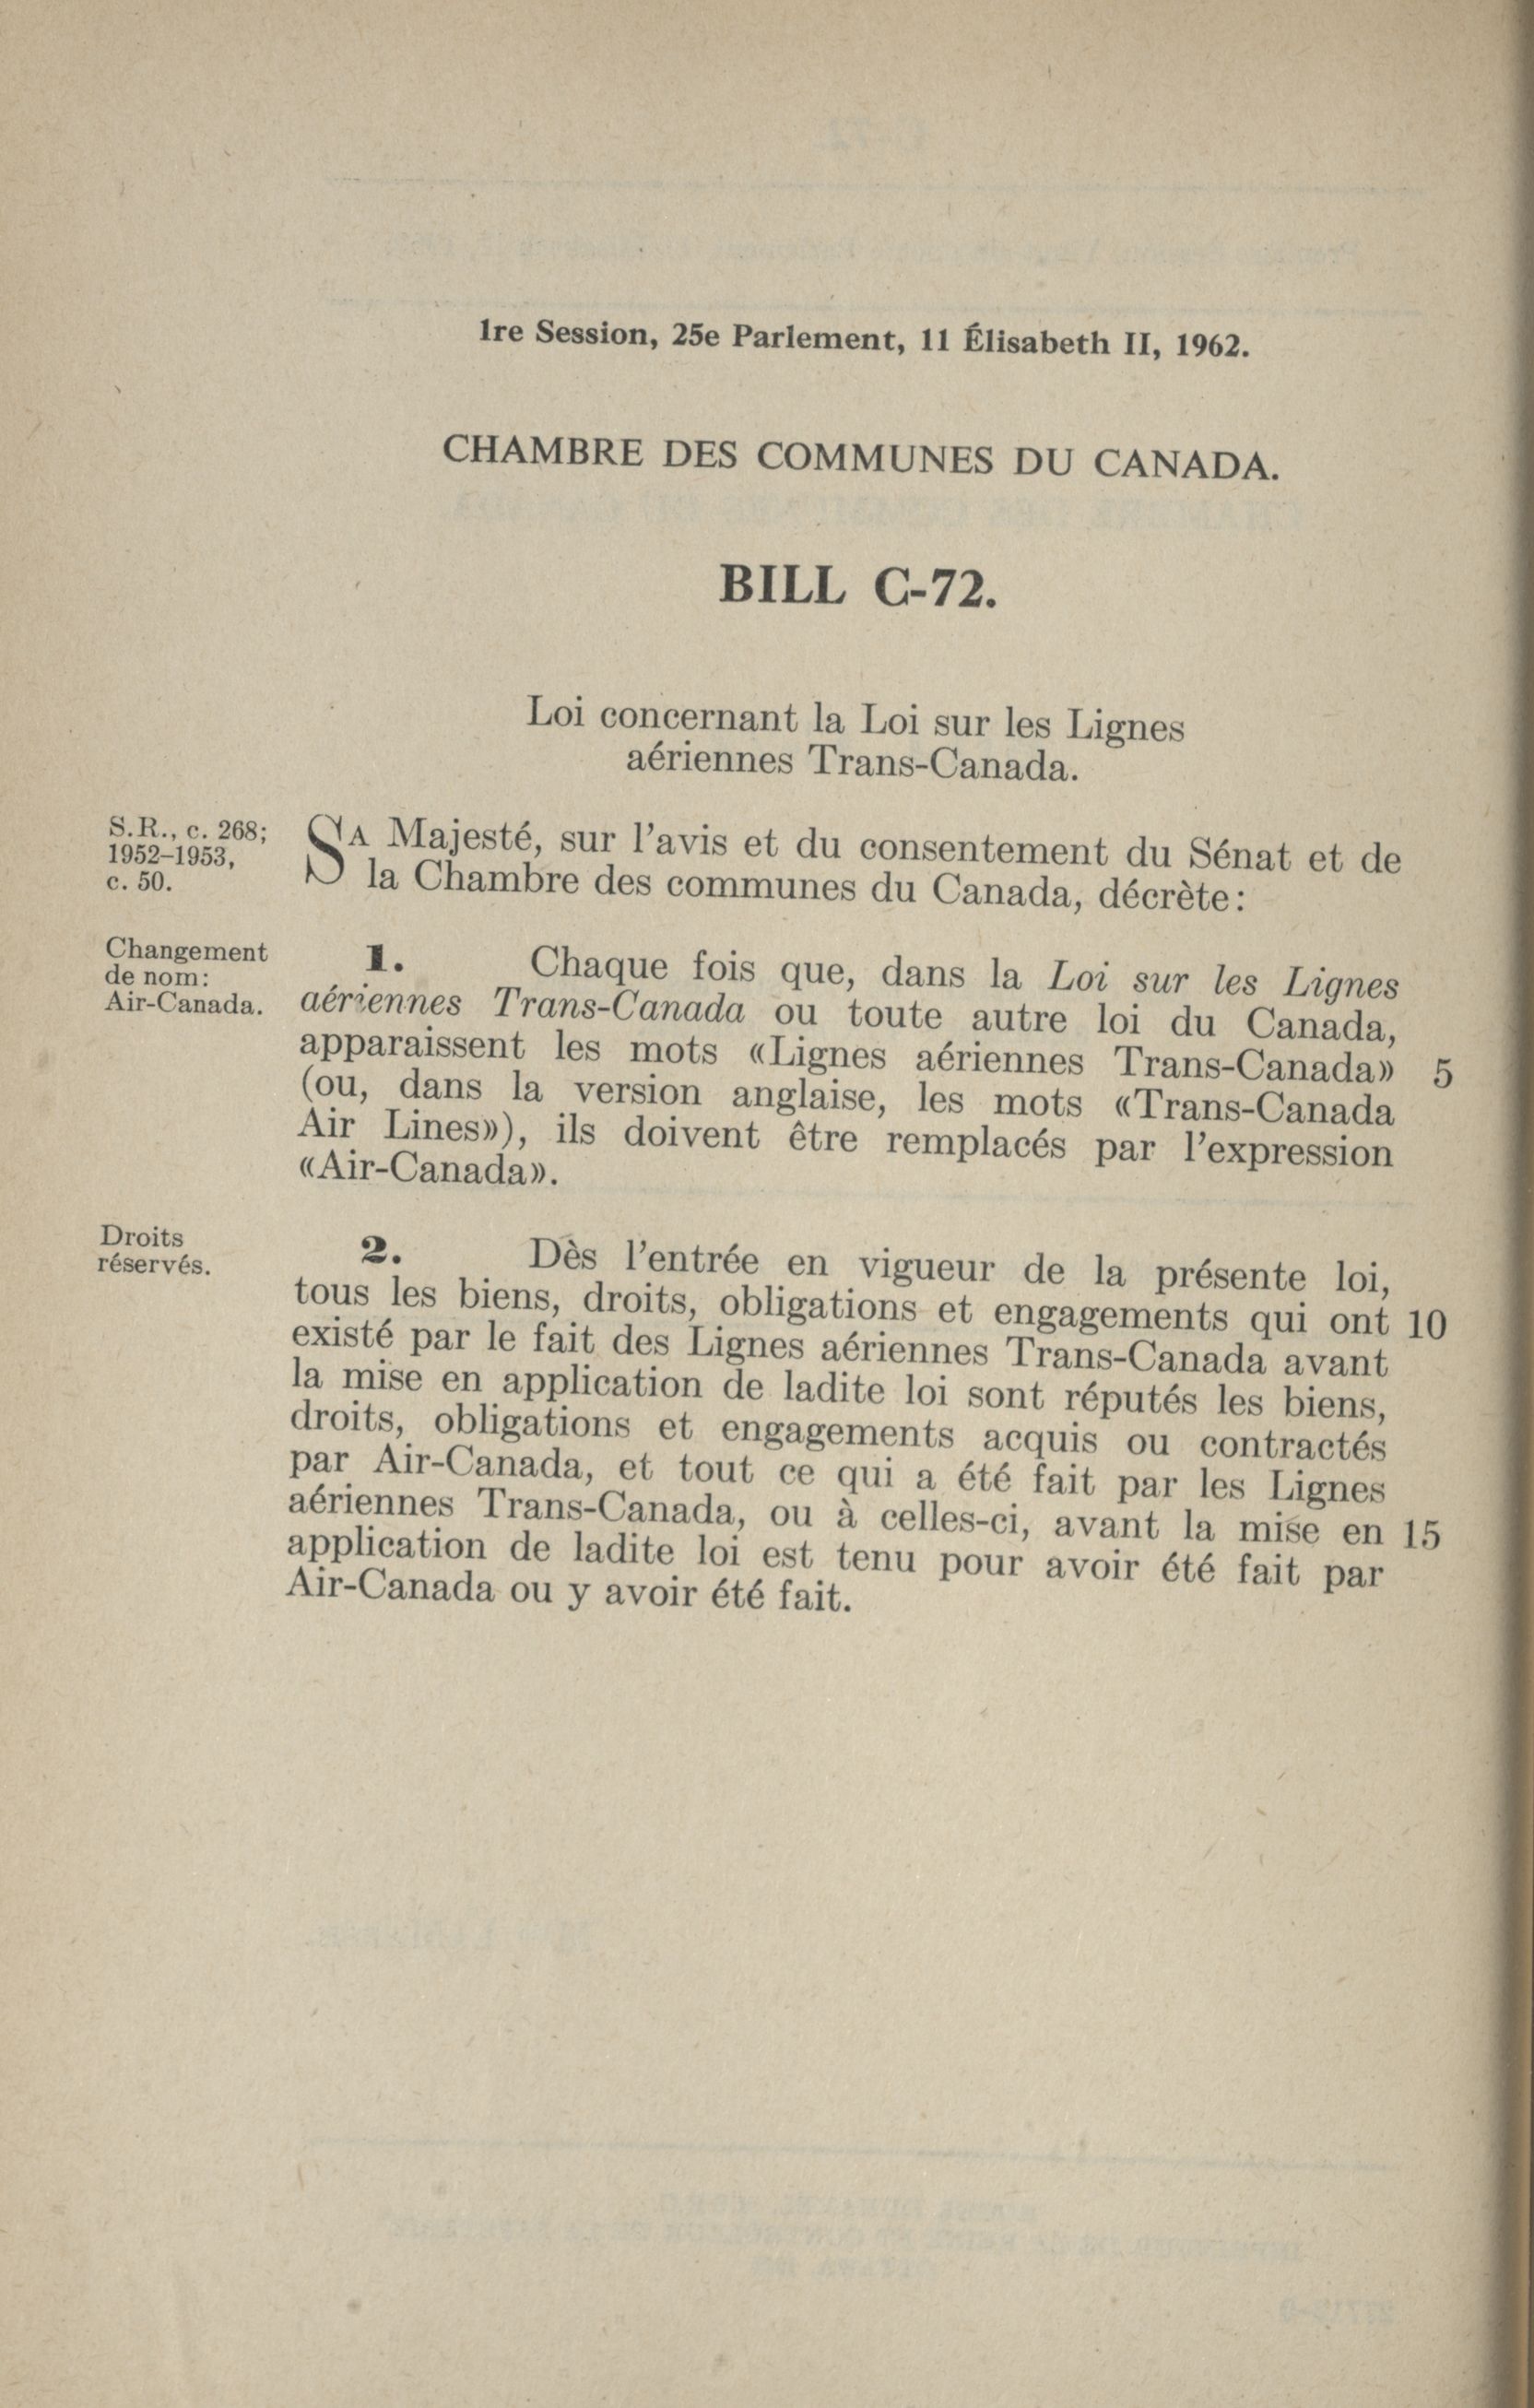 1re Session, 25e Parlement, 11 Élisabeth II, 1962.
CHAMBRE DES COMMUNES DU CANADA.
BILL C-72.
Loi concernant la Loi sur les Lignes
aériennes Trans-Canada.
S.R., c. 268;
1952–1953,
c. 50.
SA Majesté, sur l'avis et du consentement du Sénat et de
la Chambre des communes du Canada, décrète:
Changement
de nom:
Air-Canada.
1. Chaque fois que, dans la Loi sur les Lignes
aériennes Trans-Canada ou toute autre loi du Canada,
apparaissent les mots «Lignes aériennes Trans-Canada» 5
(ou, dans la version anglaise, les mots «Trans-Canada
Air Lines»), ils doivent être remplacés par l'expression
«Air-Canada».
Droits
réservés.
2. Dès l'entrée en vigueur de la présente loi,
tous les biens, droits, obligations et engagements qui ont 10
existé par le fait des Lignes aériennes Trans-Canada avant
la mise en application de ladite loi sont réputés les biens,
droits, obligations et engagements acquis ou contractés
par Air-Canada, et tout ce qui a été fait par les Lignes
aériennes Trans-Canada, ou à celles-ci, avant la mise en 15
application de ladite loi est tenu pour avoir été fait par
Air-Canada ou y avoir été fait.